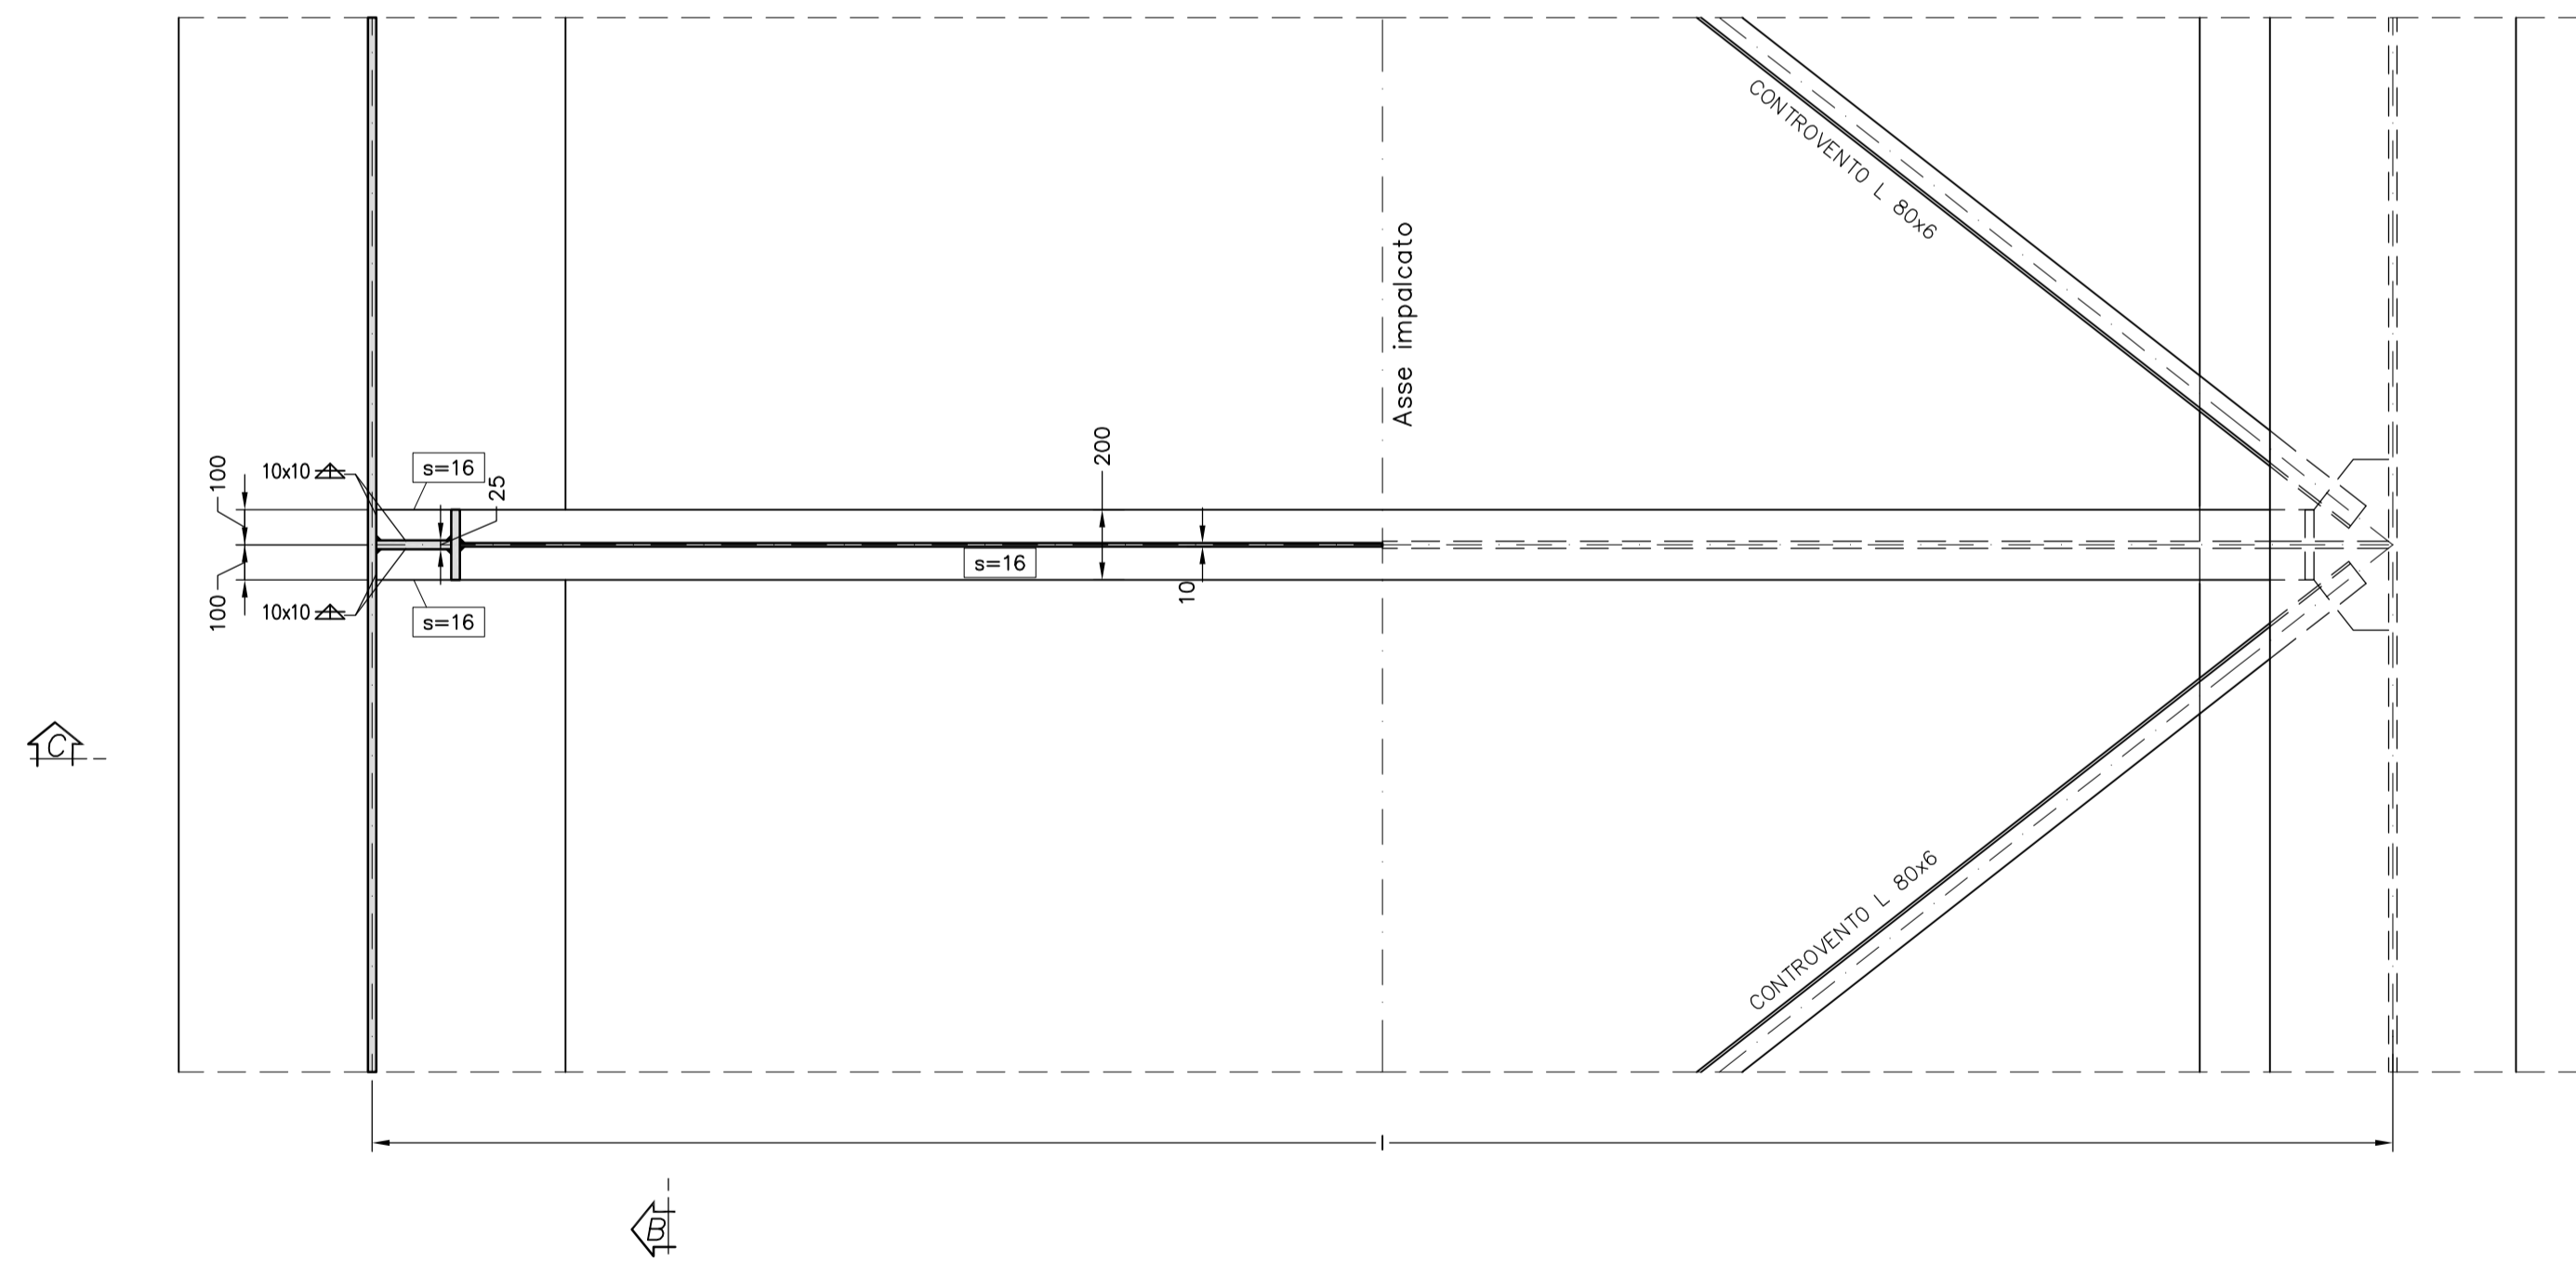 CONTROVENTO L 80x6
Asse impalcato
100
10x10
s=16
25
200
s=16
10
100
10x10
s=16
C
CONTROVENTO L 80x6
B